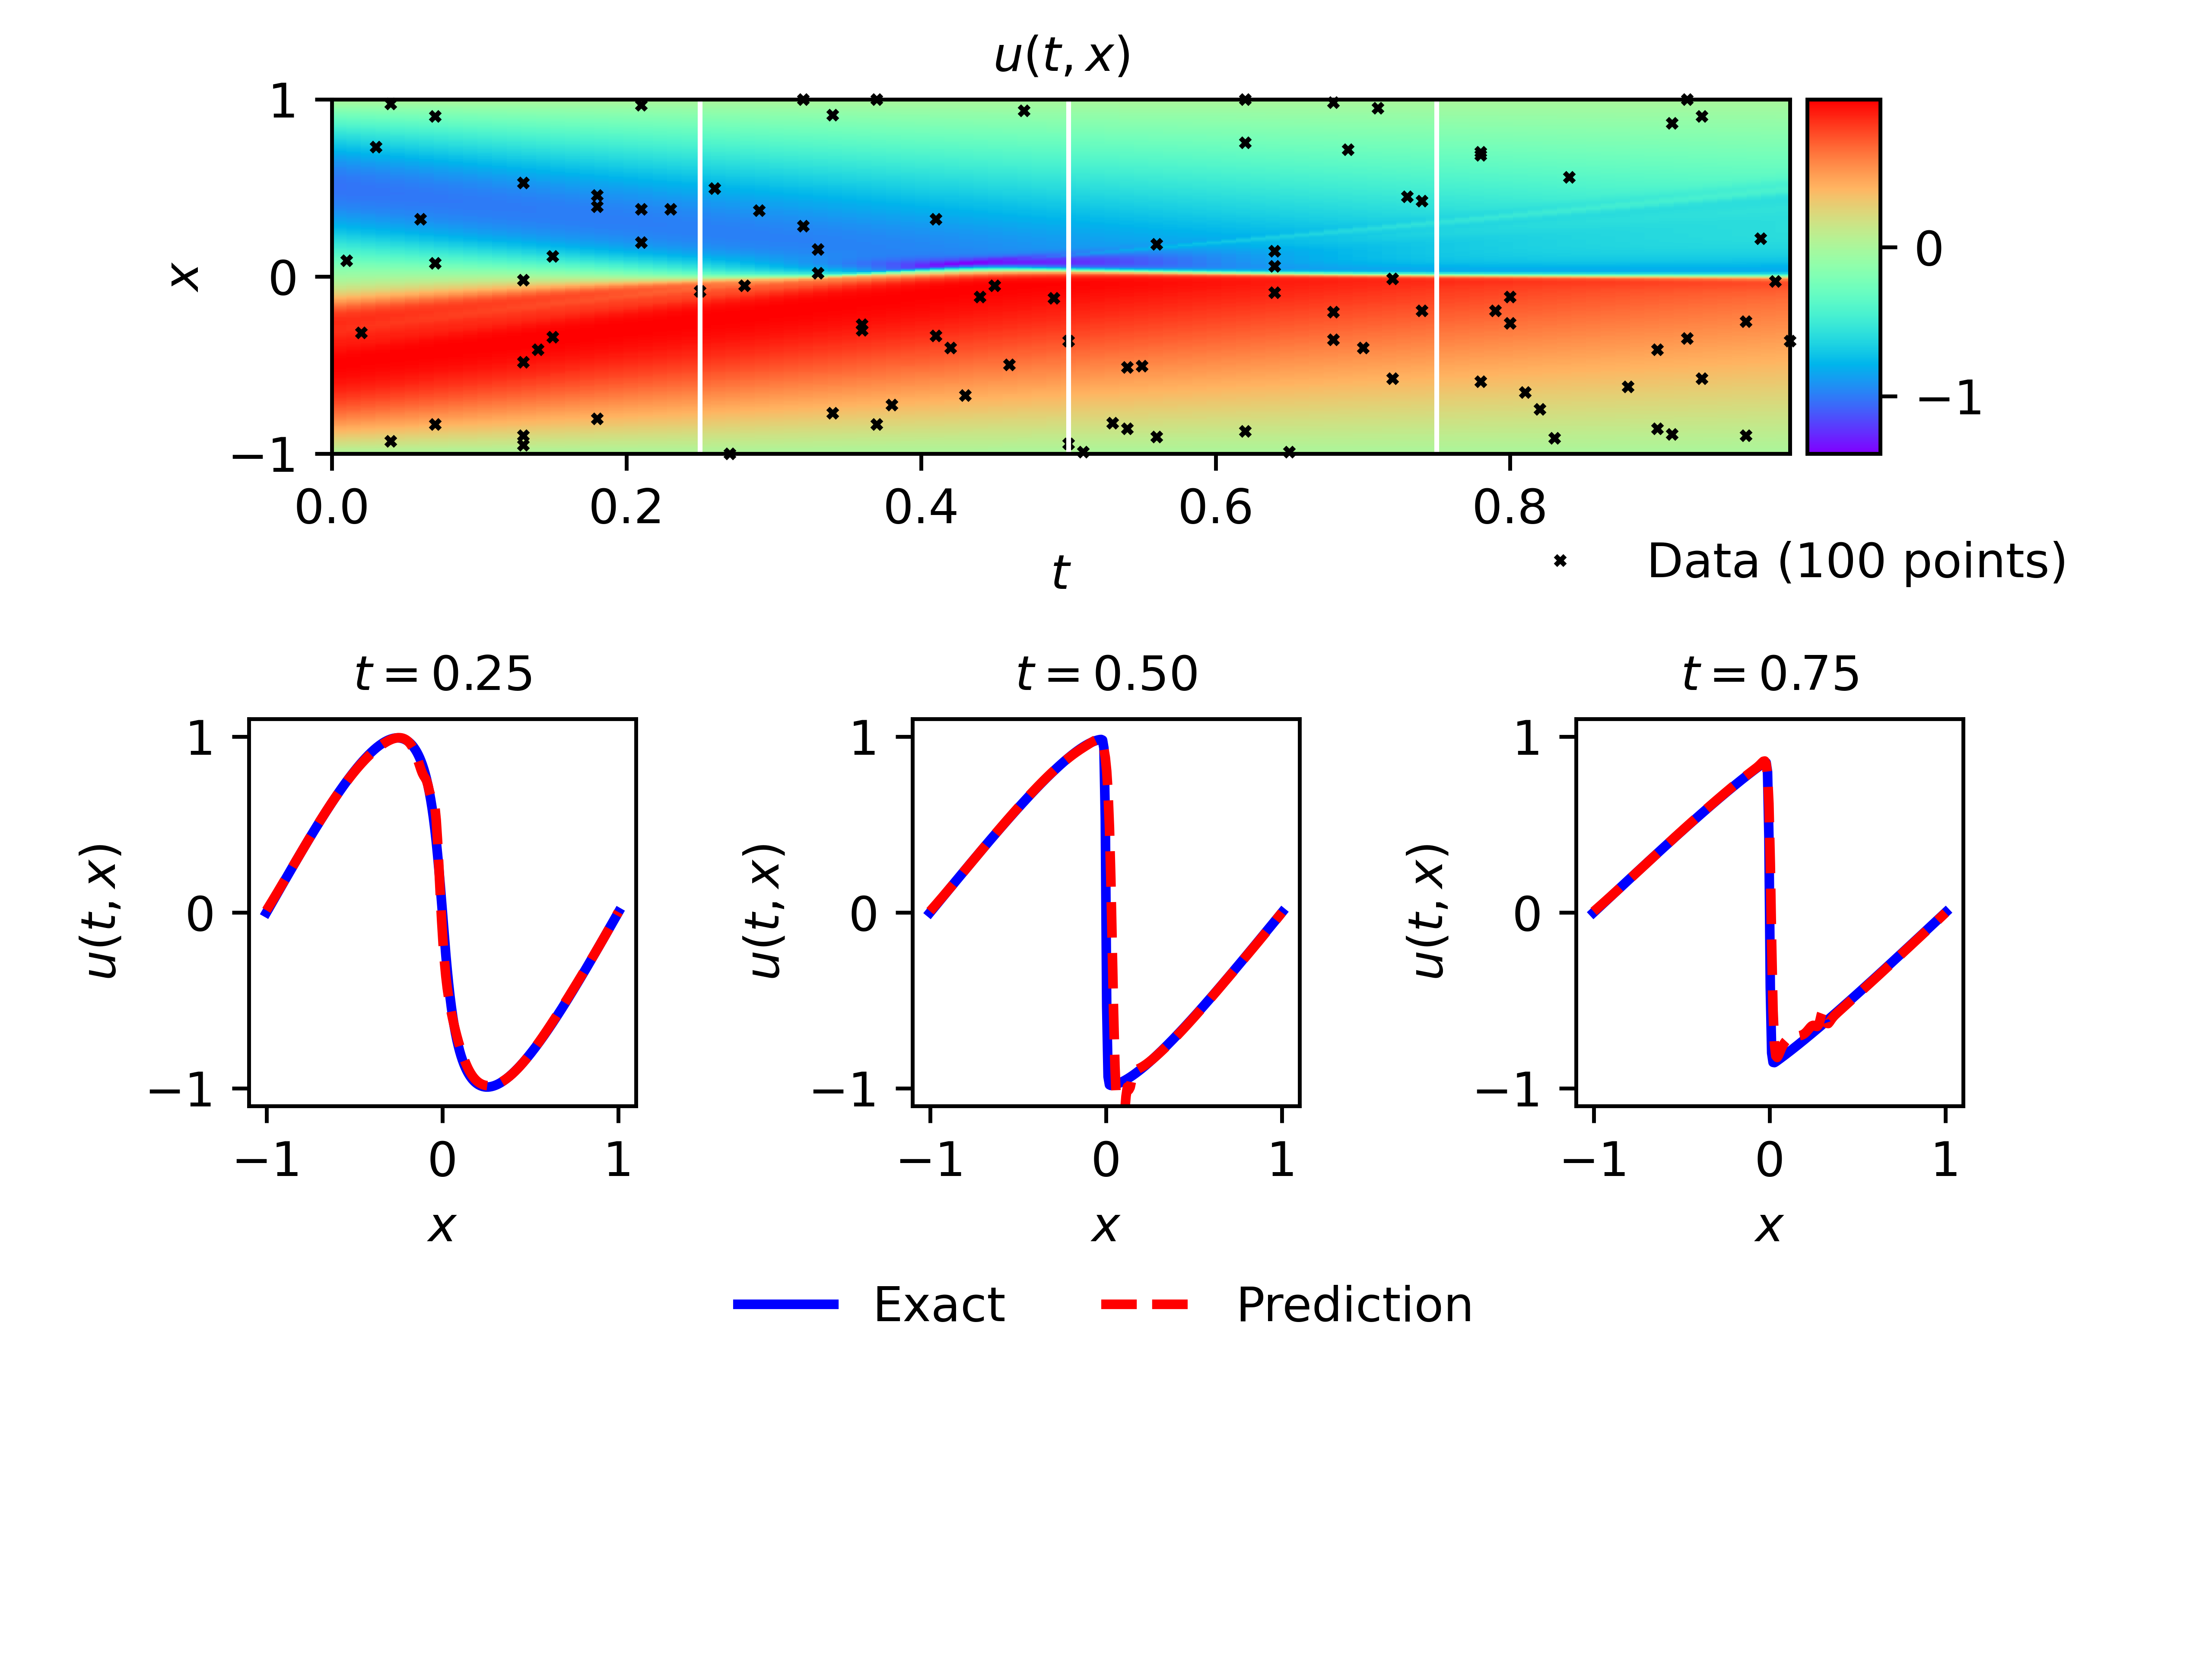 u(t, x)
1
0
−1
x
0.0 0.2 0.4 0.6 0.8
t
0
−1
Data (100 points)
t = 0.25 t = 0.50 t = 0.75
1
0
−1
u(t, x)
−1 0 1
x
1
0
−1
u(t, x)
−1 0 1
x
1
0
−1
u(t, x)
−1 0 1
x
Exact Prediction